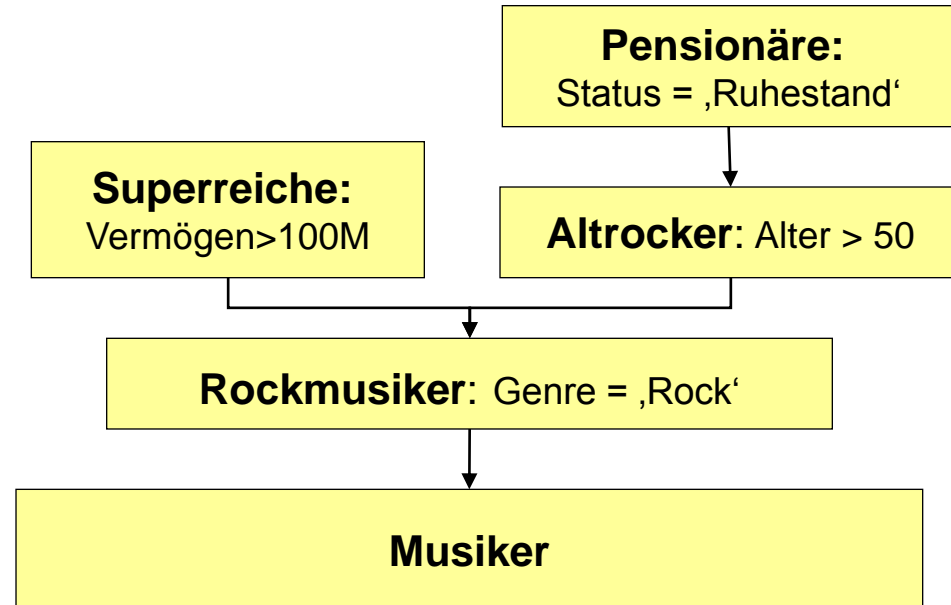 Pensionäre:
Status = ‚Ruhestand‘
Superreiche:
Vermögen>100M
Altrocker: Alter > 50
Rockmusiker: Genre = ‚Rock‘
Musiker